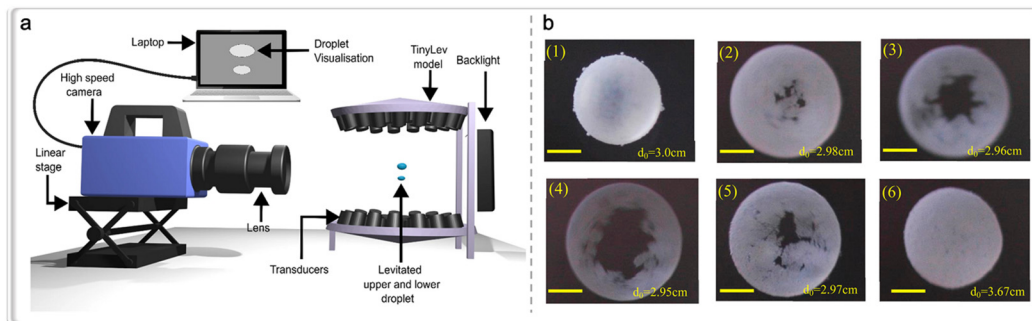 a
Laptop
Droplet
Visualisation
High speed
camera
Linear
stage
TinyLev
model
Backlight
Lens
Transducers
Levitated
upper and lower
droplet
b
(1)
d₀=3.0cm
(2)
d₀=2.98cm
(3)
d₀=2.96cm
(4)
d₀=2.95cm
(5)
d₀=2.97cm
(6)
d₀=3.67cm